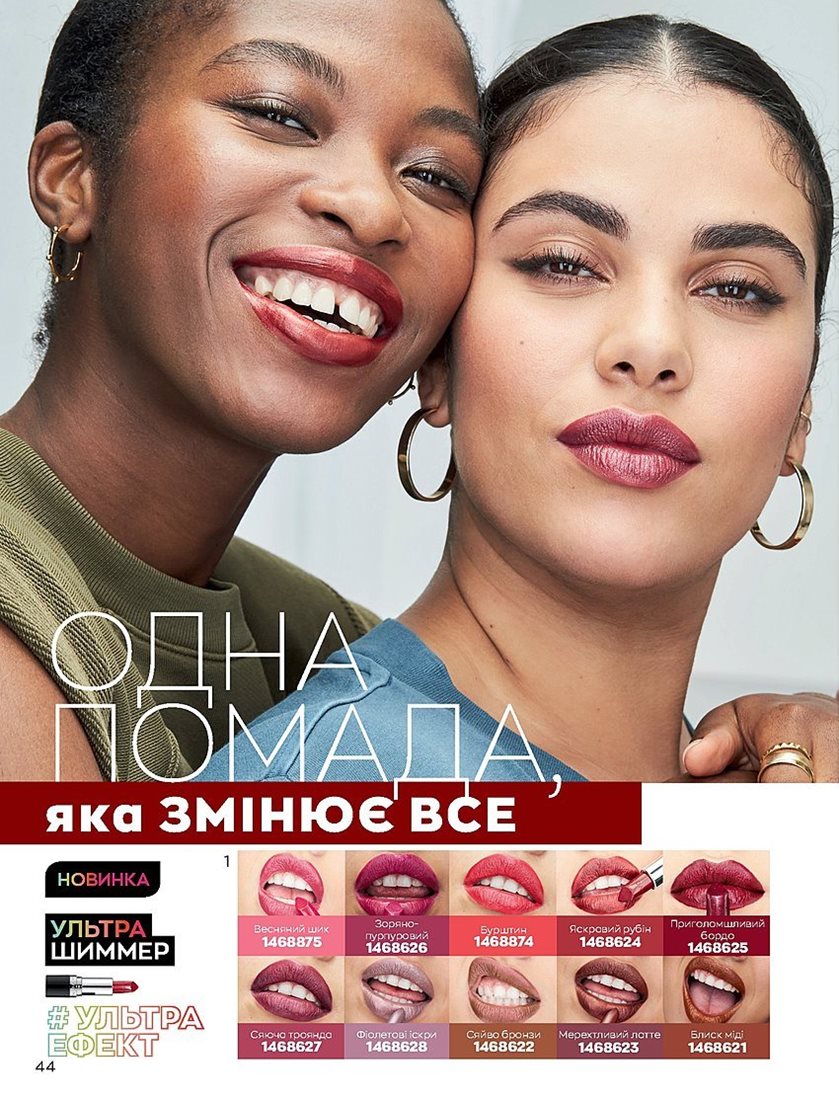 ОДНА
ПОМАДА,
яка ЗМІНЮЄ ВСЕ
НОВИНКА
УЛЬТРА
ШИММЕР
# УЛЬТРА
ЕФЕКТ
1
Весняний шик
1468875
Зоряно-
пурпуровий
1468626
Бурштин
1468874
Яскравий рубін
1468624
Приголомшливий
бордо
1468625
Сяюча троянда
1468627
Фіолетові іскри
1468628
Сяйво бронзи
1468622
Мерехтливий латте
1468623
Блиск міді
1468621
44